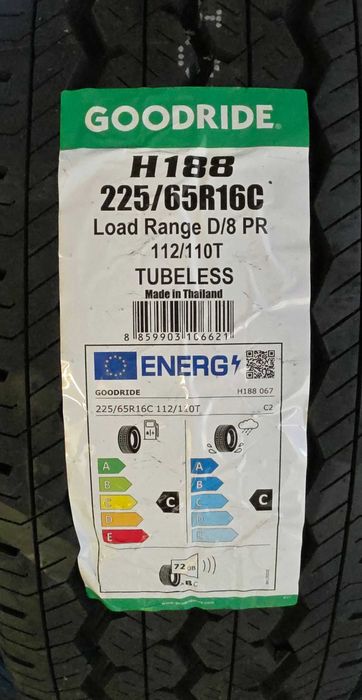 GOODRIDE
H188
225/65R16C
Load Range D/8 PR
112/110T
TUBELESS
Made in Thailand
8 859903 106621
ENERG
GOODRIDE
H188 067
225/65R16C 112/110T
C2
A
B
C
D
E
C
A
B
C
D
E
C
72 dB